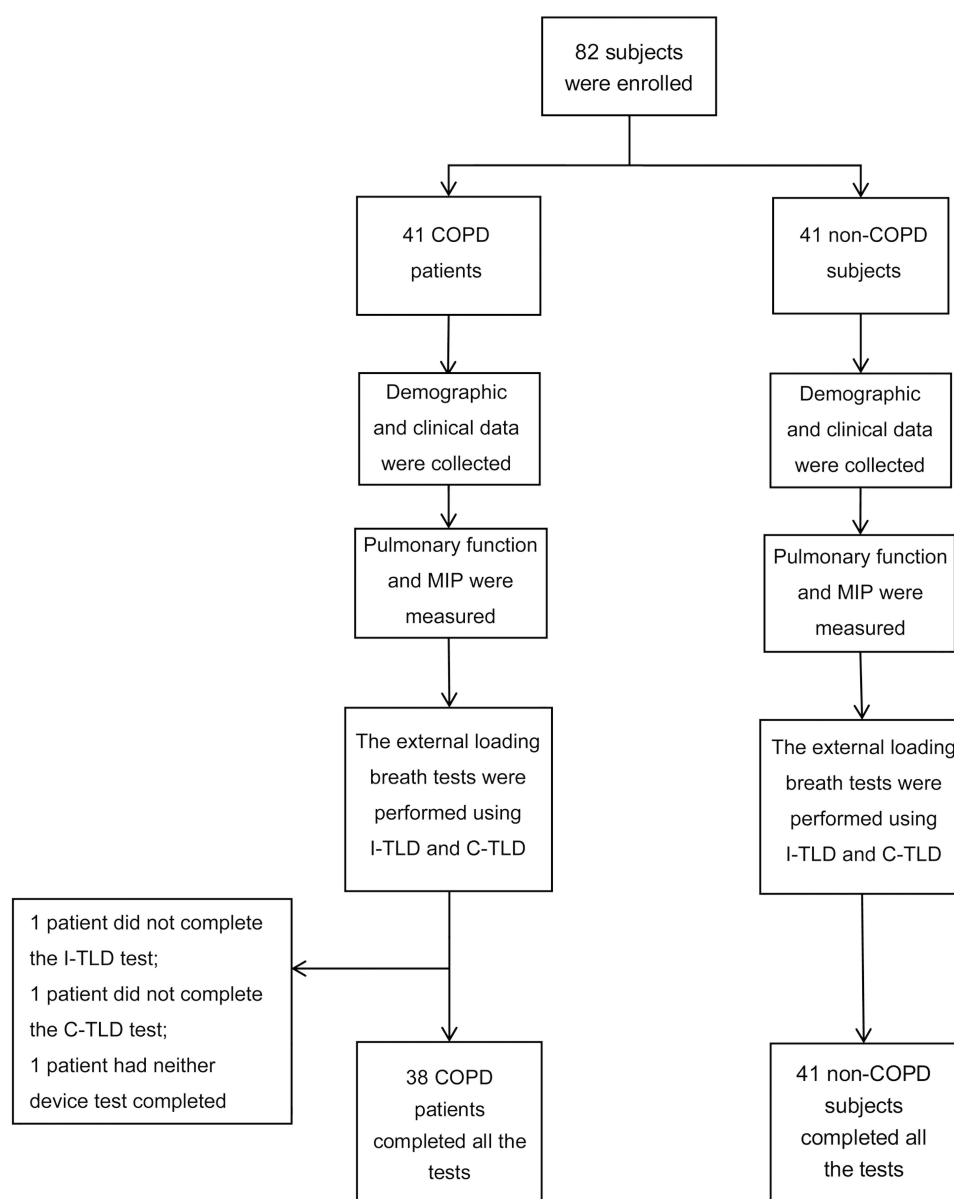 82 subjects
were enrolled
41 COPD
patients
41 non-COPD
subjects
Demographic
and clinical data
were collected
Demographic
and clinical data
were collected
Pulmonary function
and MIP were
measured
Pulmonary function
and MIP were
measured
The external loading
breath tests were
performed using
I-TLD and C-TLD
The external loading
breath tests were
performed using
I-TLD and C-TLD
1 patient did not complete
the I-TLD test;
1 patient did not complete
the C-TLD test;
1 patient had neither
device test completed
38 COPD
patients
completed all the
tests
41 non-COPD
subjects
completed all
the tests